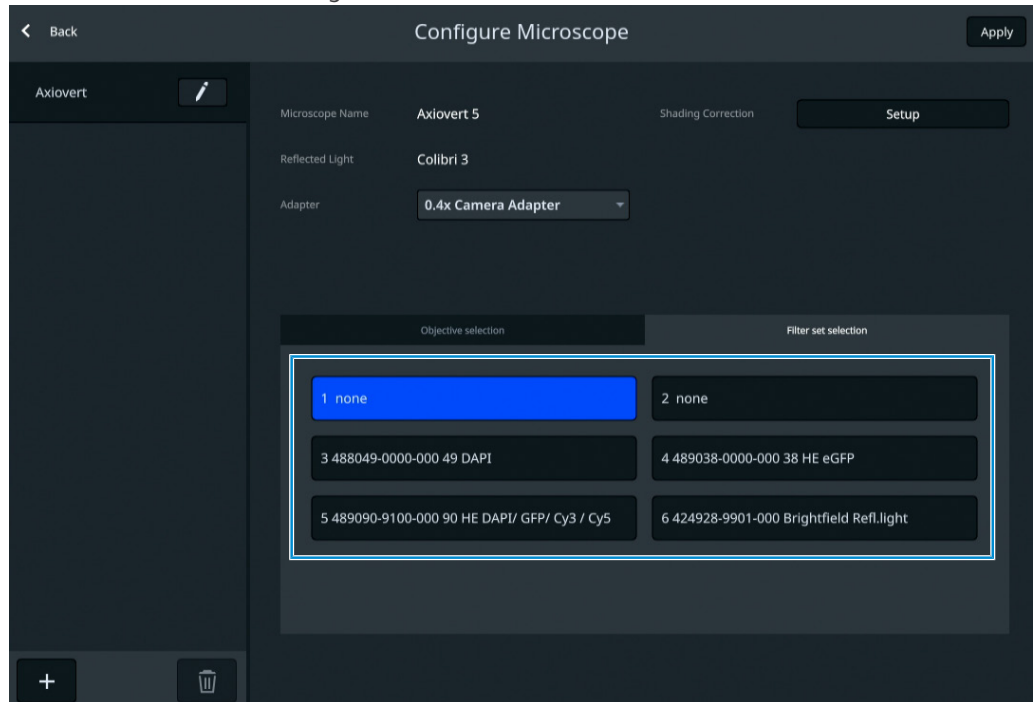 Back
Configure Microscope
Apply
Axiovert
Microscope Name
Axiovert 5
Shading Correction
Setup
Reflected Light
Colibri 3
Adapter
0.4x Camera Adapter
Objective selection
Filter set selection
1 none
2 none
3 488049-0000-000 49 DAPI
4 489038-0000-000 38 HE eGFP
5 489090-9100-000 90 HE DAPI/ GFP/ Cy3 / Cy5
6 424928-9901-000 Brightfield Refl.light
+